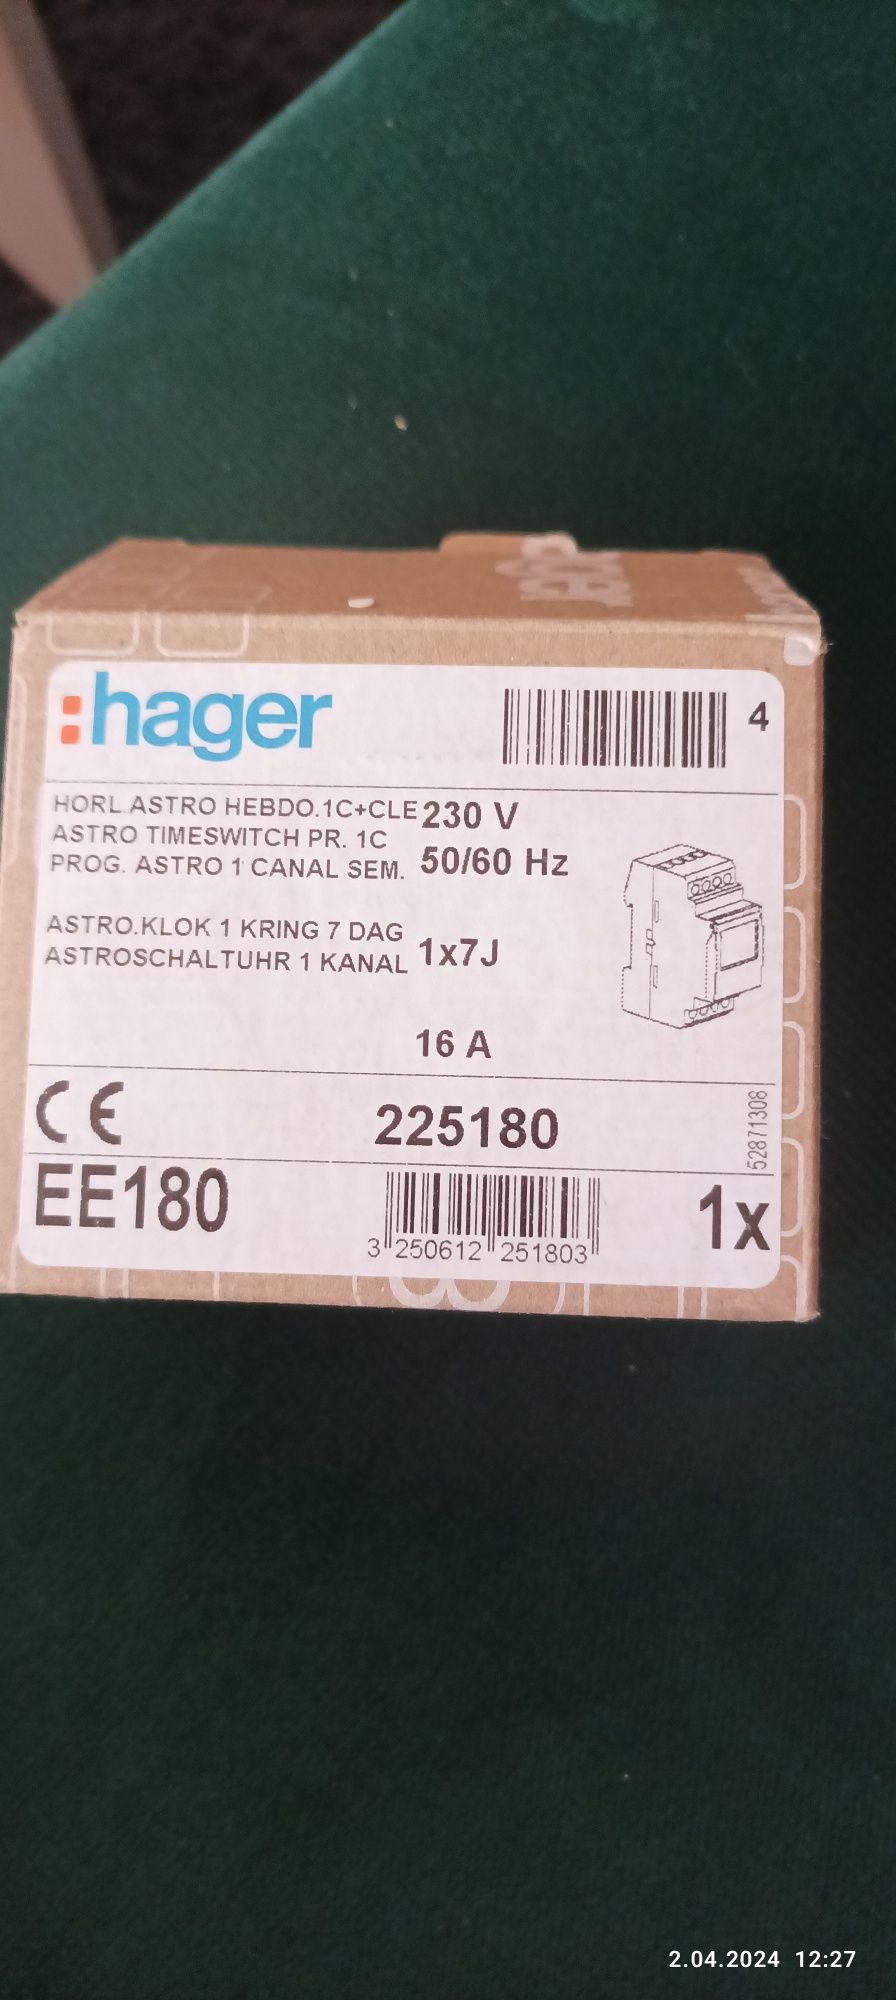 hager
:hager
4
HORL.ASTRO HEBDO.1C+CLE 230 V
ASTRO TIMESWITCH PR. 1C
PROG. ASTRO 1 CANAL SEM. 50/60 Hz
ASTRO.KLOK 1 KRING 7 DAG
ASTROSCHALTUHR 1 KANAL 1x7J
16 A
CE
225180
52871308
EE180
3 250612 251803
1x
2.04.2024 12:27